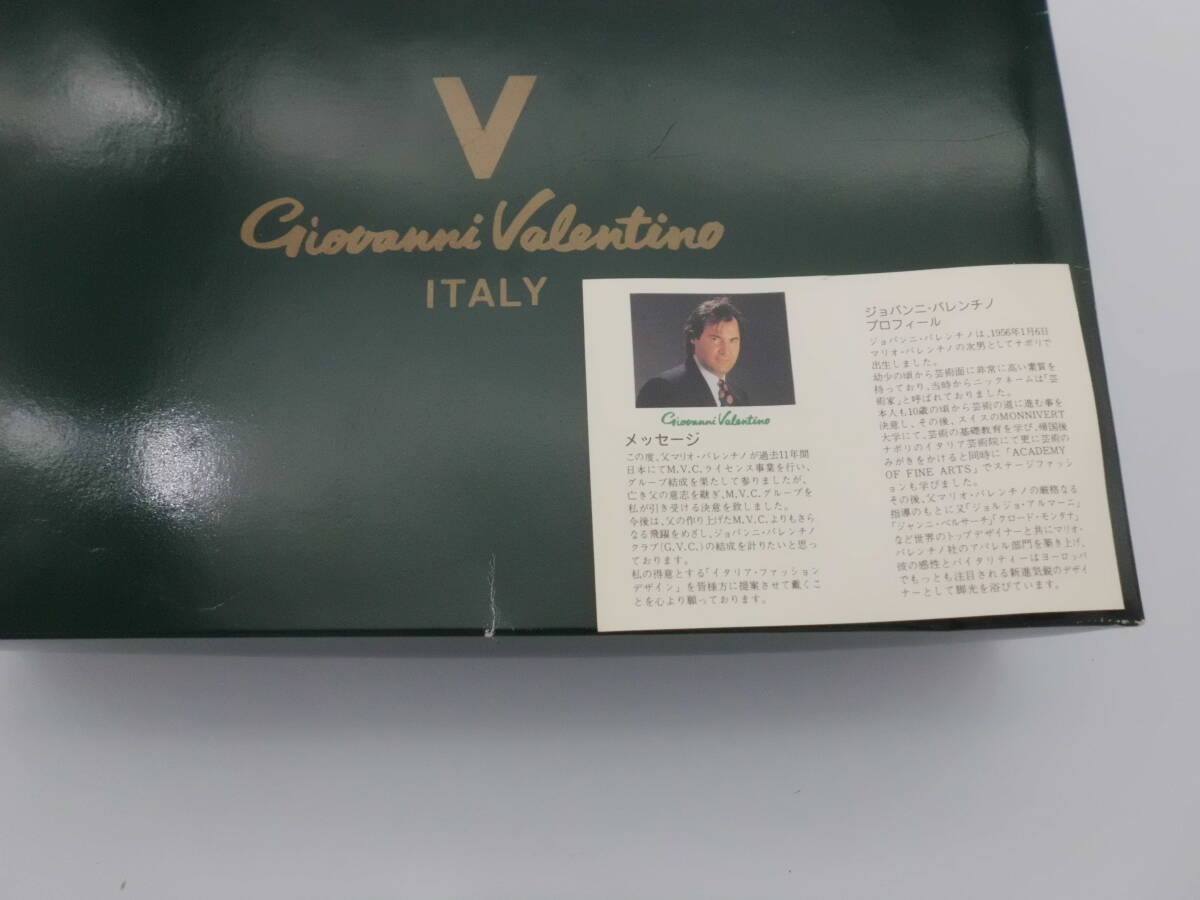 V
Giovanni Valentino
ITALY
Giovanni Valentino
メッセージ
この度、父マリオ・バレンチノが過去11年間
日本にてM.V.C.ライセンス事業を行い、
グループ結成を果たして参りましたが、
亡き父の意志を継ぎ、M.V.C.グループを
私が引き受ける決意を致しました。
今後は、父の作り上げたM.V.C.よりもさら
なる飛躍をめざし、ジョバンニ・バレンチノ
クラブ(G.V.C.)の結成を計りたいと思っ
ております。
私の得意とする「イタリア・ファッション
デザイン」を皆様方に提案させて戴くこ
とを心より願っております。
ジョバンニ・バレンチノ
プロフィール
ジョバンニ・バレンチノは、1956年1月6日
マリオ・バレンチノの次男としてナポリで
出生しました。
幼少の頃から芸術面に非常に高い素質を
持っており、当時からニックネームは「芸
術家」と呼ばれておりました。
本人も10歳の頃から芸術の道に進む事を
決意し、その後、スイスのMONNIVERT
大学にて、芸術の基礎教育を学び、帰国後
ナポリのイタリア芸術院にて更に芸術の
みがきをかけると同時に「ACADEMY
OF FINE ARTS」でステージファッシ
ョンも学びました。
その後、父マリオ・バレンチノの厳格なる
指導のもとに又「ジョルジョ・アルマーニ」
「ジャンニ・ベルサーチ」「クロード・モンタナ」
など世界のトップデザイナーと共にマリオ・
バレンチノ社のアパレル部門を築き上げ、
彼の感性とバイタリティーはヨーロッパ
でもっとも注目される新進気鋭のデザイ
ナーとして脚光を浴びています。